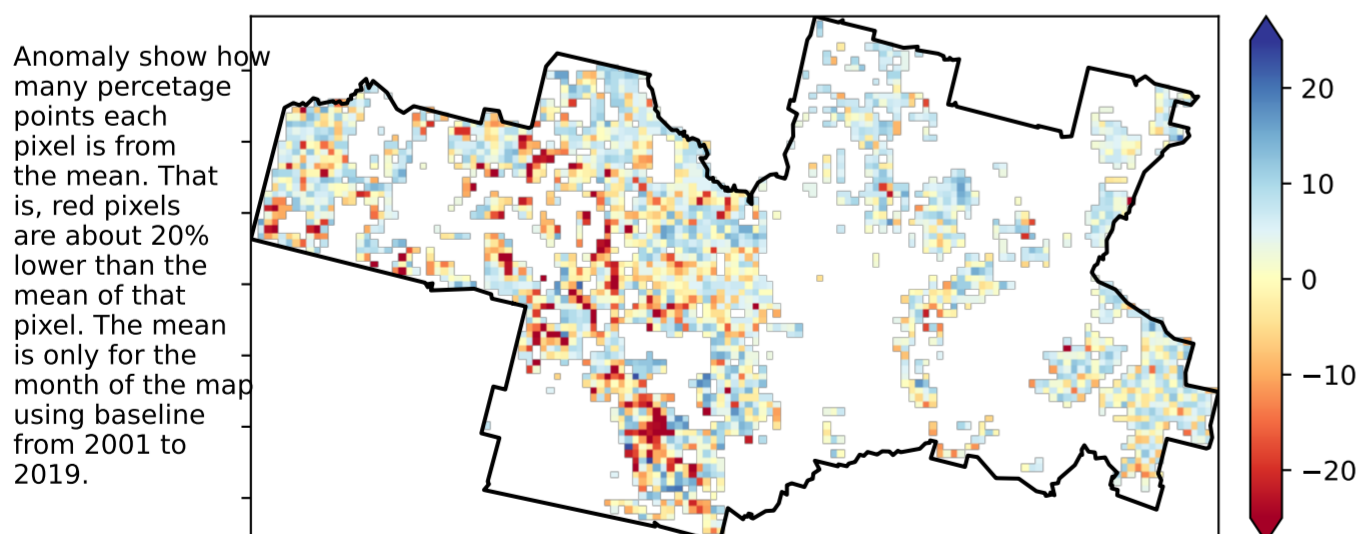 Anomaly show how
many percetage
points each
pixel is from
the mean. That
is, red pixels
are about 20%
lower than the
mean of that
pixel. The mean
is only for the
month of the map
using baseline
from 2001 to
2019.
20
10
0
−10
−20